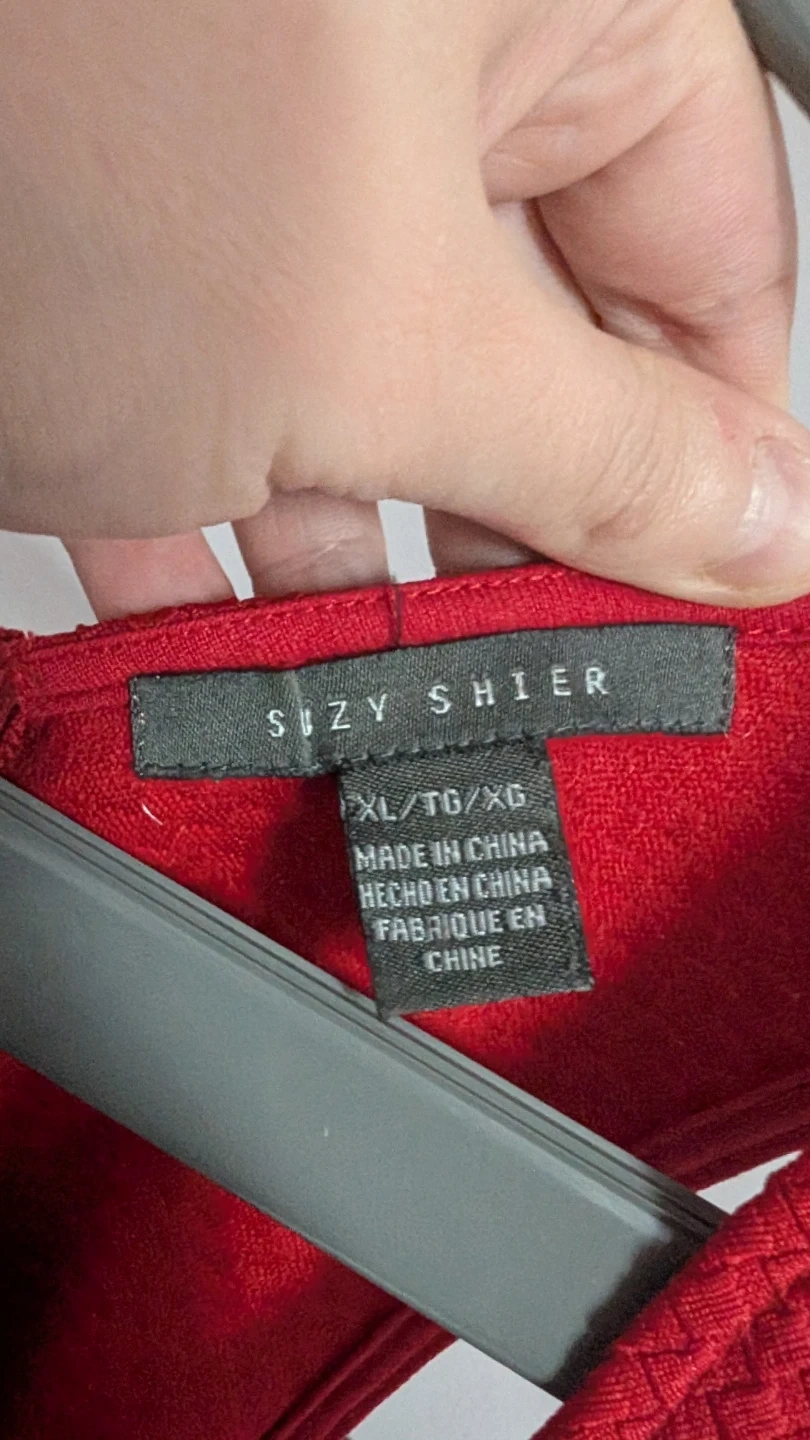 SUZY SHIER
XL/TG/XG
MADE IN CHINA
HECHO EN CHINA
FABRIQUE EN
CHINE